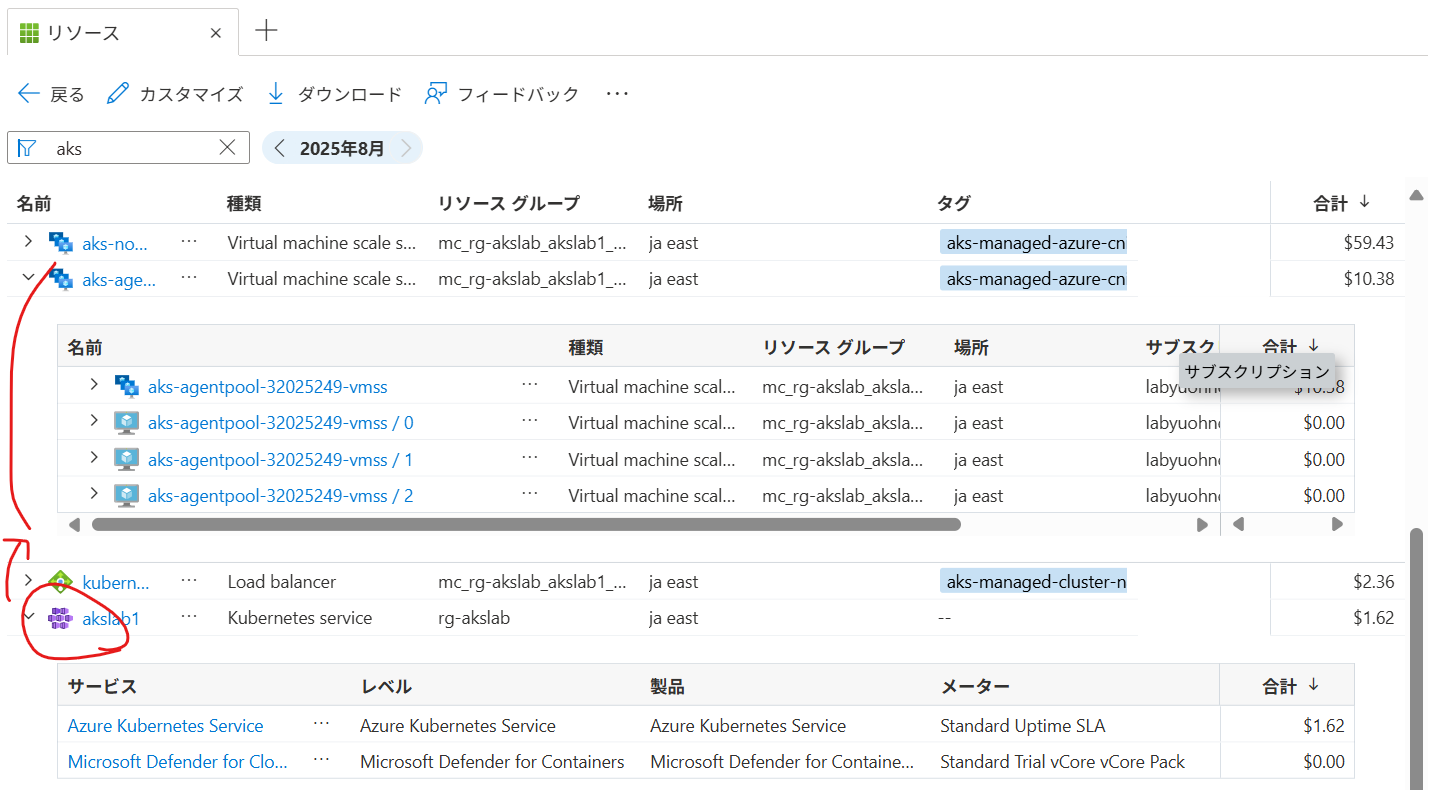 リソース
戻る カスタマイズ ダウンロード フィードバック ...
aks 2025年8月
名前 種類 リソース グループ 場所 タグ 合計 ↓
aks-no... ... Virtual machine scale s... mc_rg-akslab_akslab1_... ja east aks-managed-azure-cn $59.43
aks-age... ... Virtual machine scale s... mc_rg-akslab_akslab1_... ja east aks-managed-azure-cn $10.38
名前 種類 リソース グループ 場所 サブスク 合計 ↓
サブスクリプション
aks-agentpool-32025249-vmss ... Virtual machine scal... mc_rg-akslab_aksla... ja east labyuohn $10.38
aks-agentpool-32025249-vmss / 0 ... Virtual machine scal... mc_rg-akslab_aksla... ja east labyuohn $0.00
aks-agentpool-32025249-vmss / 1 ... Virtual machine scal... mc_rg-akslab_aksla... ja east labyuohn $0.00
aks-agentpool-32025249-vmss / 2 ... Virtual machine scal... mc_rg-akslab_aksla... ja east labyuohn $0.00
kubern... ... Load balancer mc_rg-akslab_akslab1_... ja east aks-managed-cluster-n $2.36
akslab1 ... Kubernetes service rg-akslab ja east -- $1.62
サービス レベル 製品 メーター 合計 ↓
Azure Kubernetes Service ... Azure Kubernetes Service Azure Kubernetes Service Standard Uptime SLA $1.62
Microsoft Defender for Clo... ... Microsoft Defender for Containers Microsoft Defender for Containe... Standard Trial vCore vCore Pack $0.00